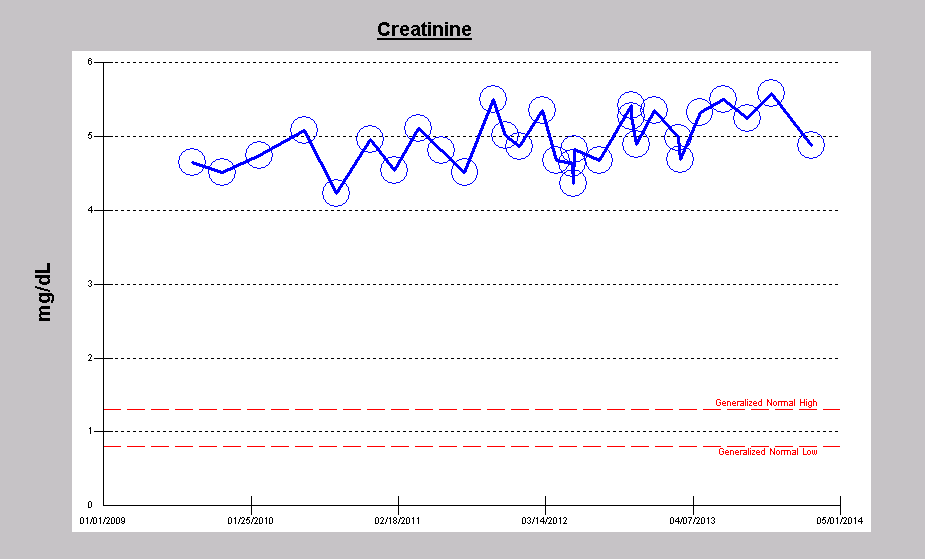 Creatinine
mg/dL
6
5
4
3
2
Generalized Normal High
1
Generalized Normal Low
0
01/01/2009 01/25/2010 02/18/2011 03/14/2012 04/07/2013 05/01/2014